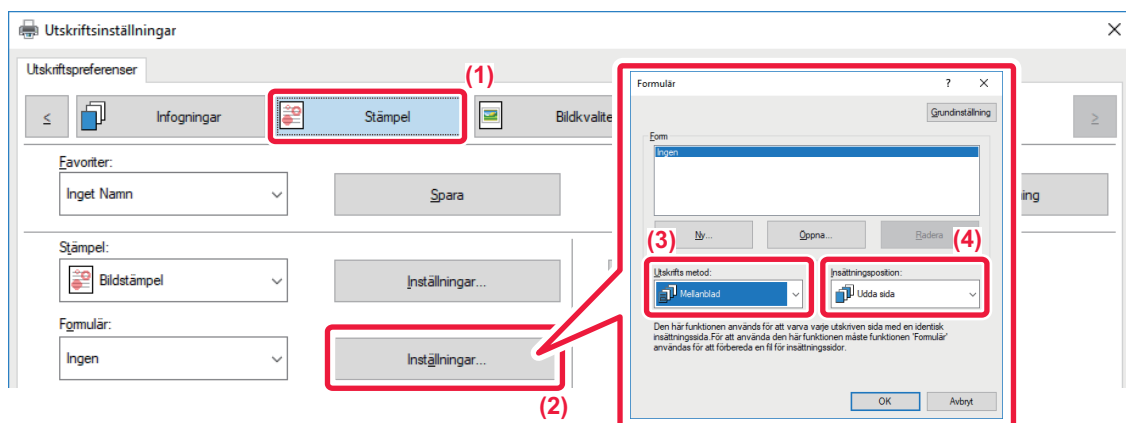 Utskriftsinställningar
Utskriftspreferenser
(1)
<
Infogningar
Stämpel
Bildkvalite
>
Favoriter:
Inget Namn
Spara
ing
Stämpel:
Bildstämpel
Inställningar...
Formulär:
Ingen
Inställningar...
(2)
Formulär
?
Grundinställning
Form
Ingen
Ny...
Öppna...
Radera
(3)
(4)
Utskrifts metod:
Mellanblad
Insättningsposition:
Udda sida
Den här funktionen används för att varva varje utskriven sida med en identisk
insättningssida.För att använda den här funktionen måste funktionen 'Formulär'
användas för att förbereda en fil för insättningssidor.
OK
Avbryt